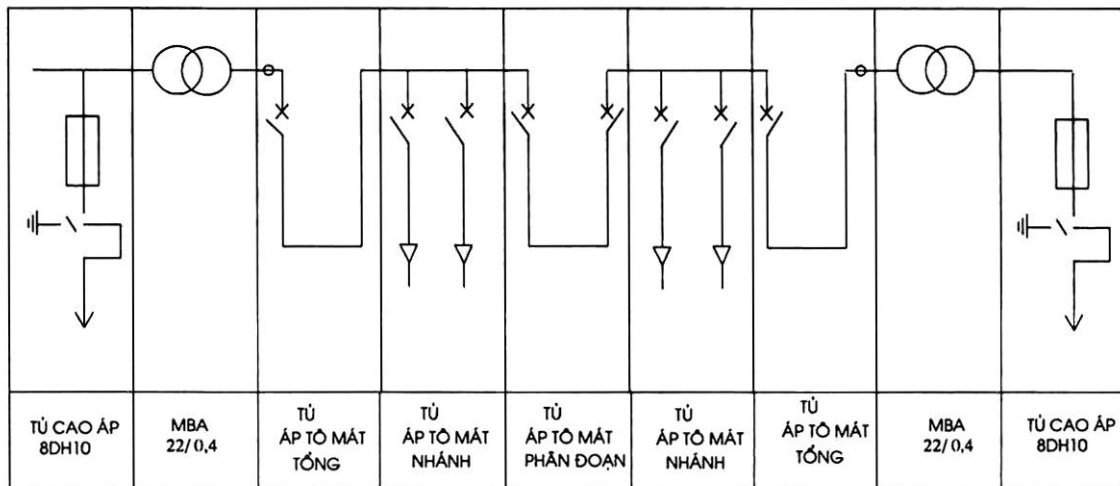 TỦ CAO ÁP
8DH10
MBA
22/0,4
TỦ
ÁP TÔ MÁT
TỔNG
TỦ
ÁP TÔ MÁT
NHÁNH
TỦ
ÁP TÔ MÁT
PHÂN ĐOẠN
TỦ
ÁP TÔ MÁT
NHÁNH
TỦ
ÁP TÔ MÁT
TỔNG
MBA
22/0,4
TỦ CAO ÁP
8DH10